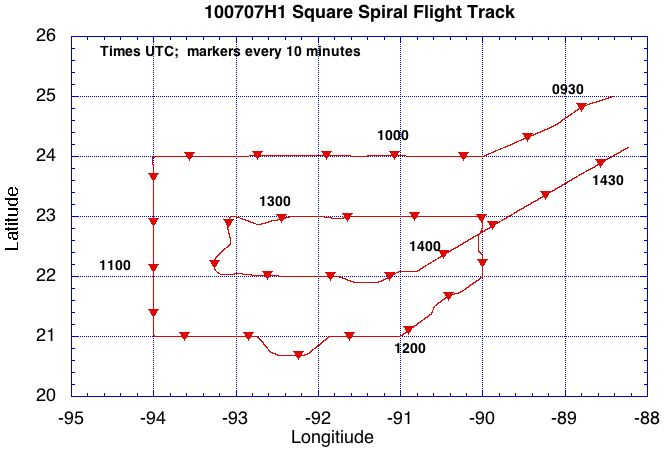 100707H1 Square Spiral Flight Track
26
Times UTC;  markers every 10 minutes
25
0930
1000
24
1430
Latitude
23
1300
1400
1100
22
21
1200
20
-95 -94 -93 -92 -91 -90 -89 -88
Longitiude